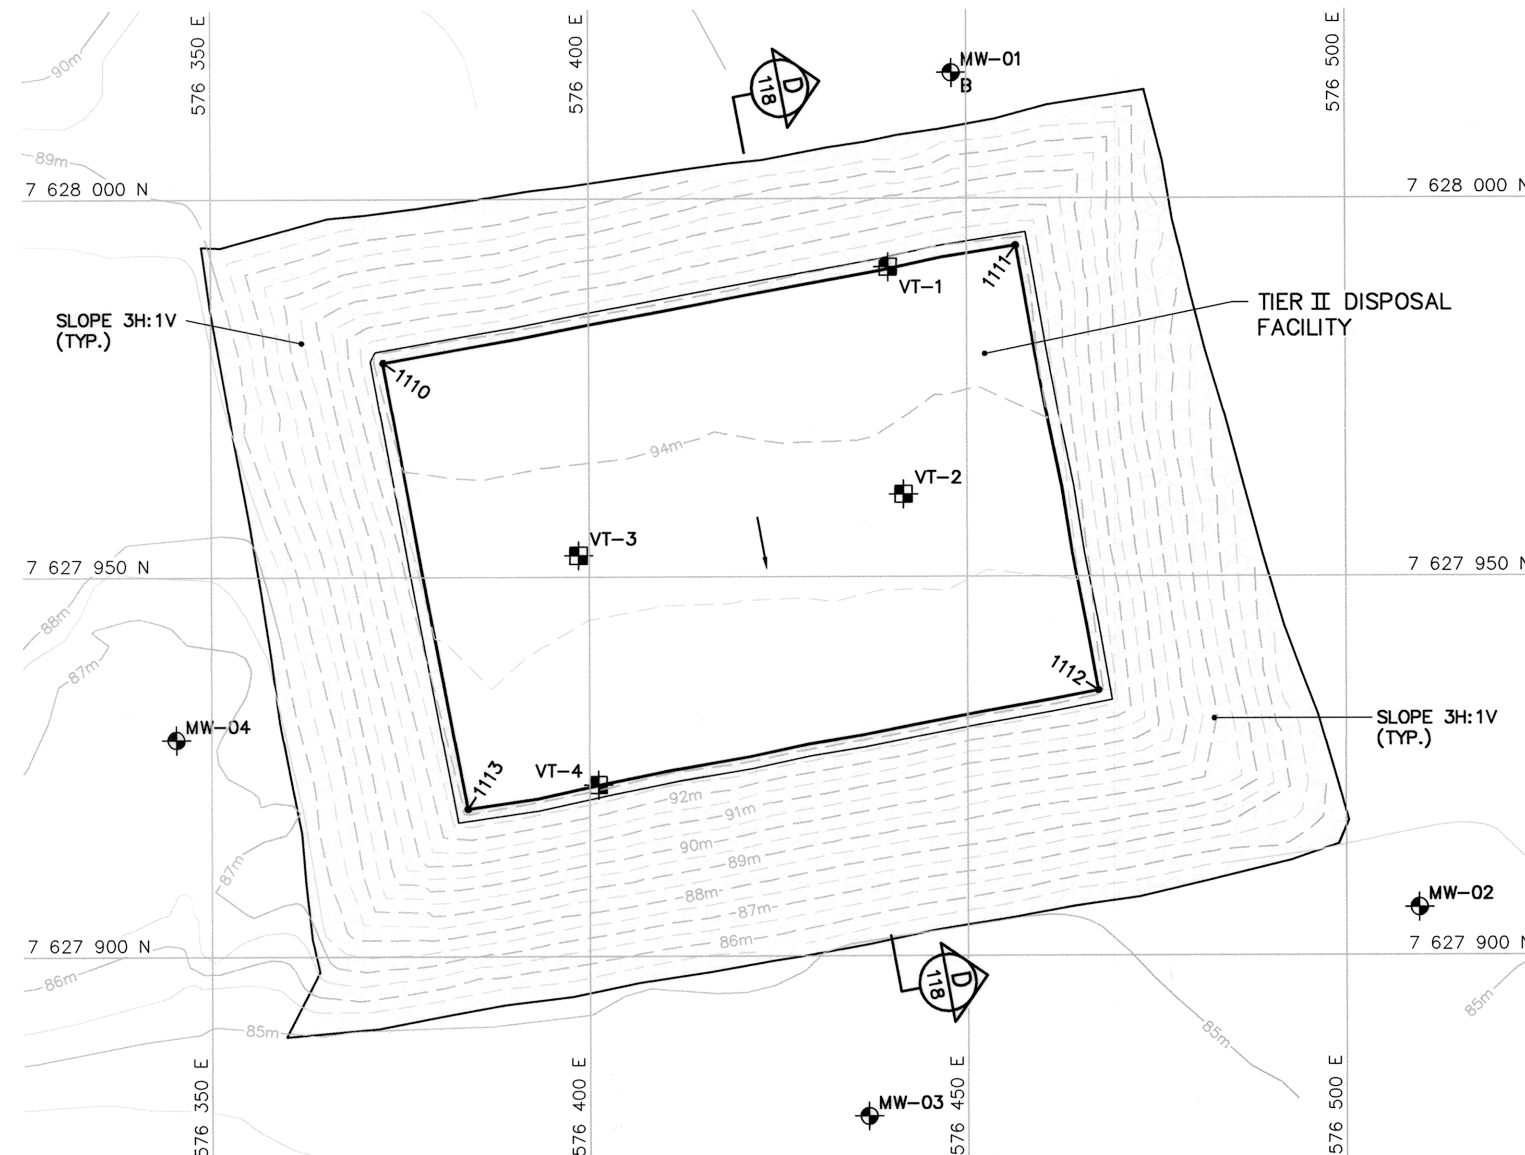 576 350 E
576 400 E
576 500 E
90m
MW-01
B
D
118
89m
7 628 000 N
7 628 000 N
VT-1
1111
TIER II DISPOSAL
FACILITY
SLOPE 3H:1V
(TYP.)
1110
94m
VT-2
VT-3
7 627 950 N
7 627 950 N
88m
87m
1112
MW-04
SLOPE 3H:1V
(TYP.)
VT-4
1113
92m
91m
90m
89m
87m
88m
87m
MW-02
86m
7 627 900 N
7 627 900 N
86m
D
118
85m
85m
85m
576 350 E
576 400 E
576 450 E
576 500 E
MW-03